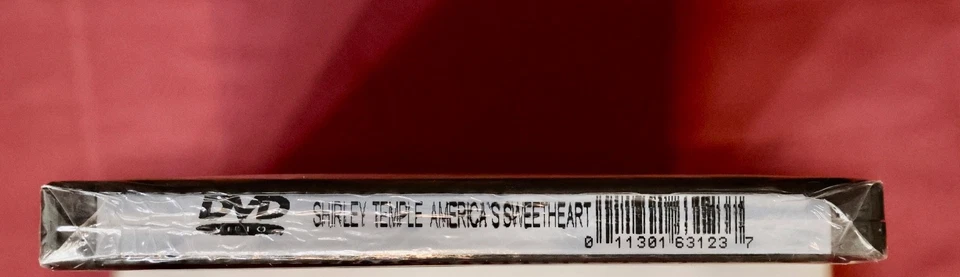 DVD
VIDEO
SHIRLEY TEMPLE AMERICA'S SWEETHEART
0 11301 63123 7